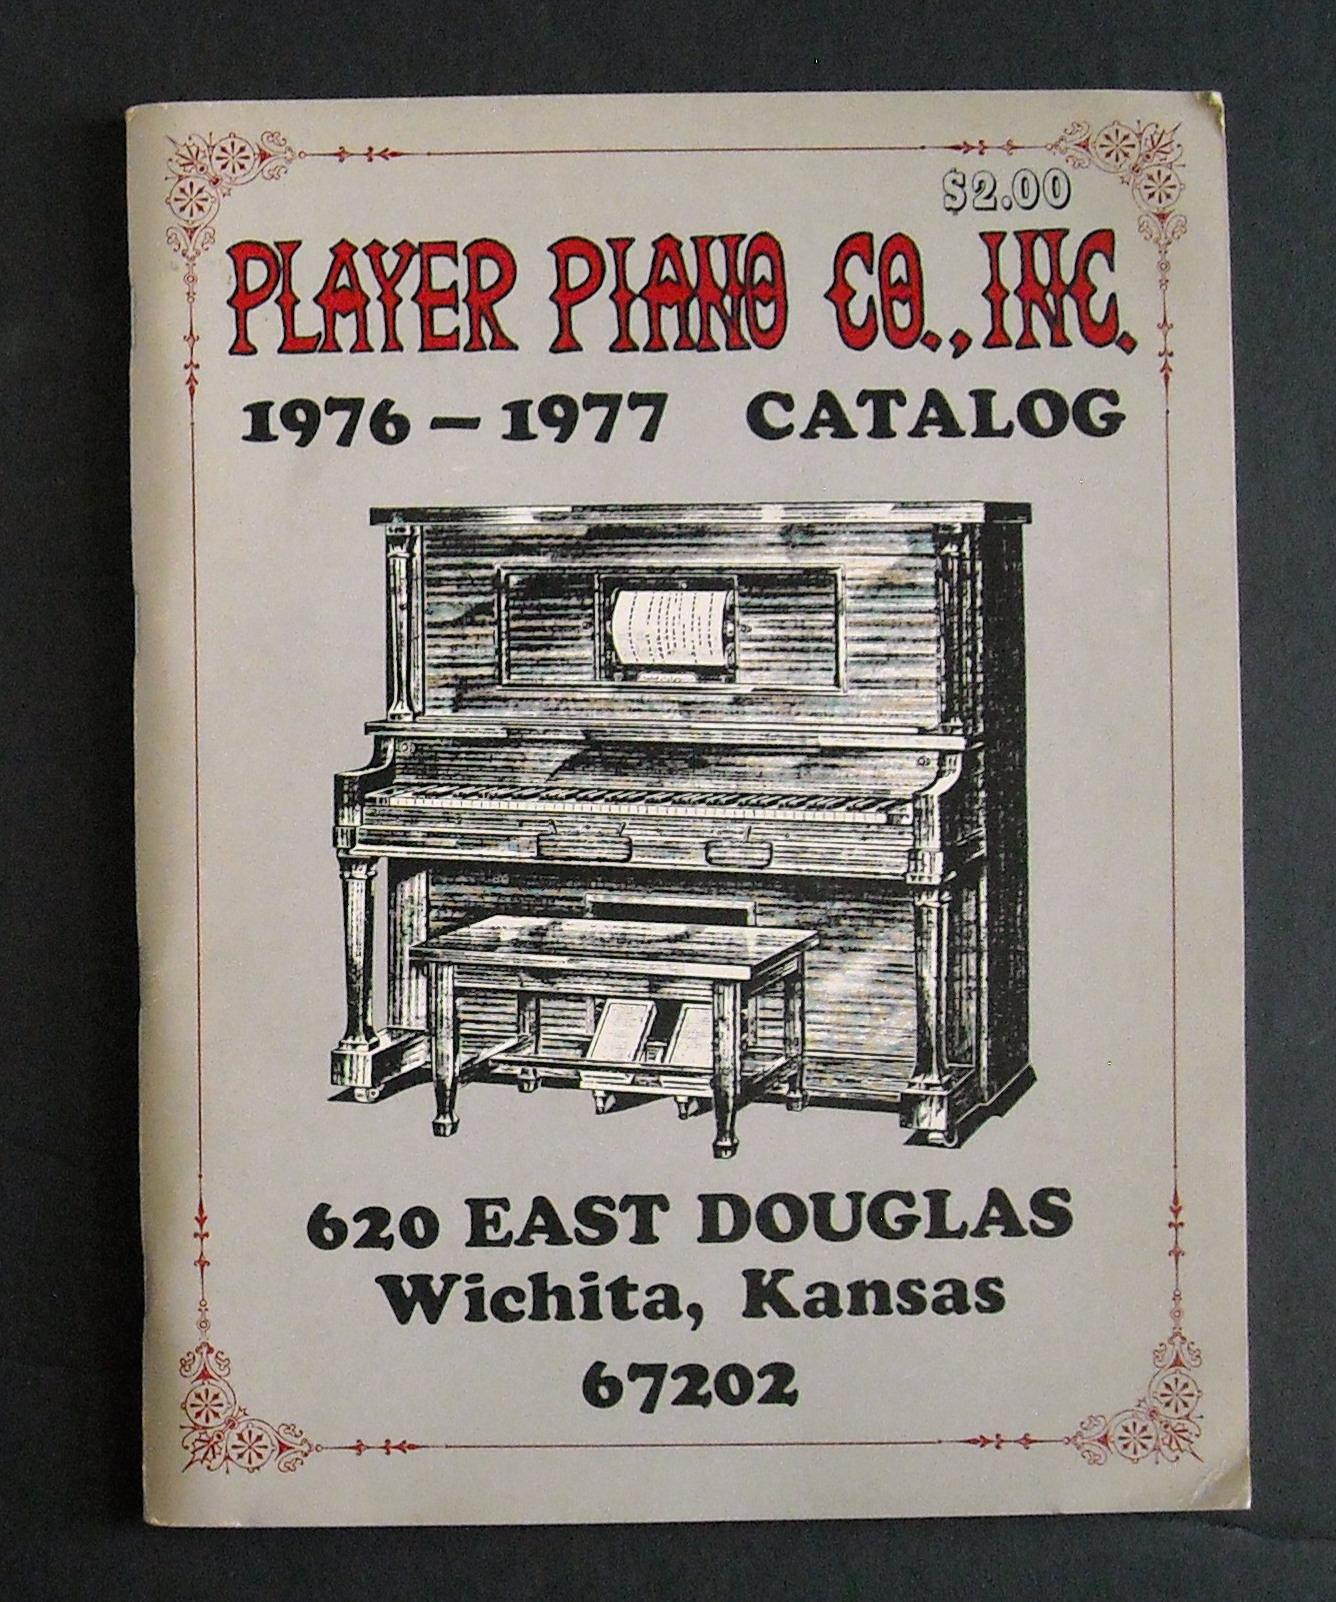 $2.00
PLAYER PIANO CO., INC.
1976 – 1977 CATALOG
620 EAST DOUGLAS
Wichita, Kansas
67202